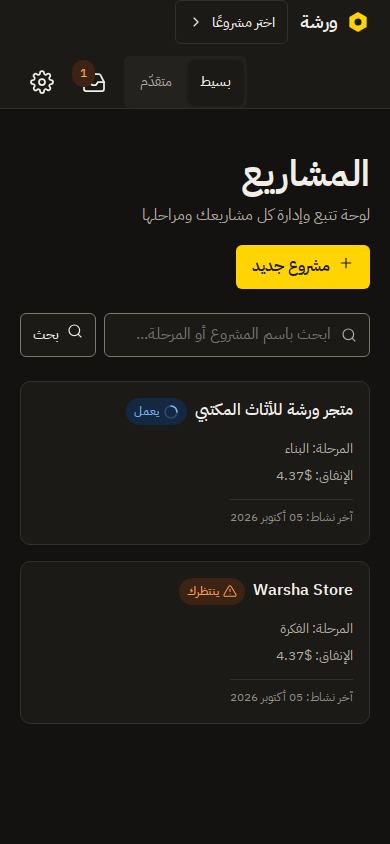 ورشة
اختر مشروعًا
بسيط
متقدّم
1
المشاريع
لوحة تتبع وإدارة كل مشاريعك ومراحلها
مشروع جديد
ابحث باسم المشروع أو المرحلة...
بحث
متجر ورشة للأثاث المكتبي
يعمل
المرحلة: البناء
الإنفاق: $4.37
آخر نشاط: 05 أكتوبر 2026
Warsha Store
ينتظرك
المرحلة: الفكرة
الإنفاق: $4.37
آخر نشاط: 05 أكتوبر 2026